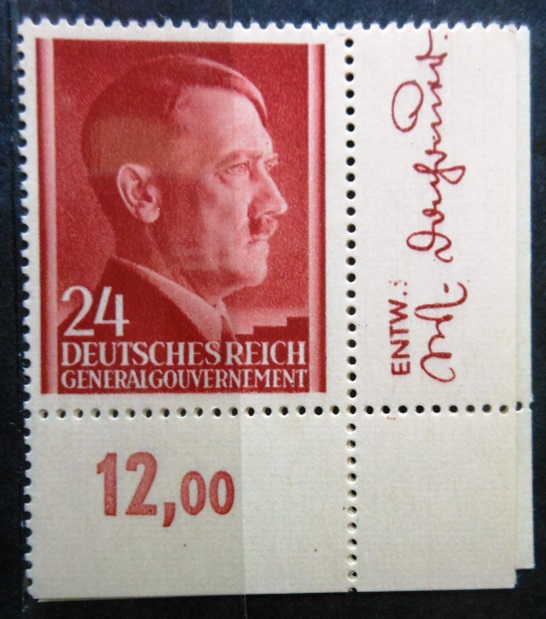 24
DEUTSCHES REICH
GENERALGOUVERNEMENT
12,00
ENTW.: